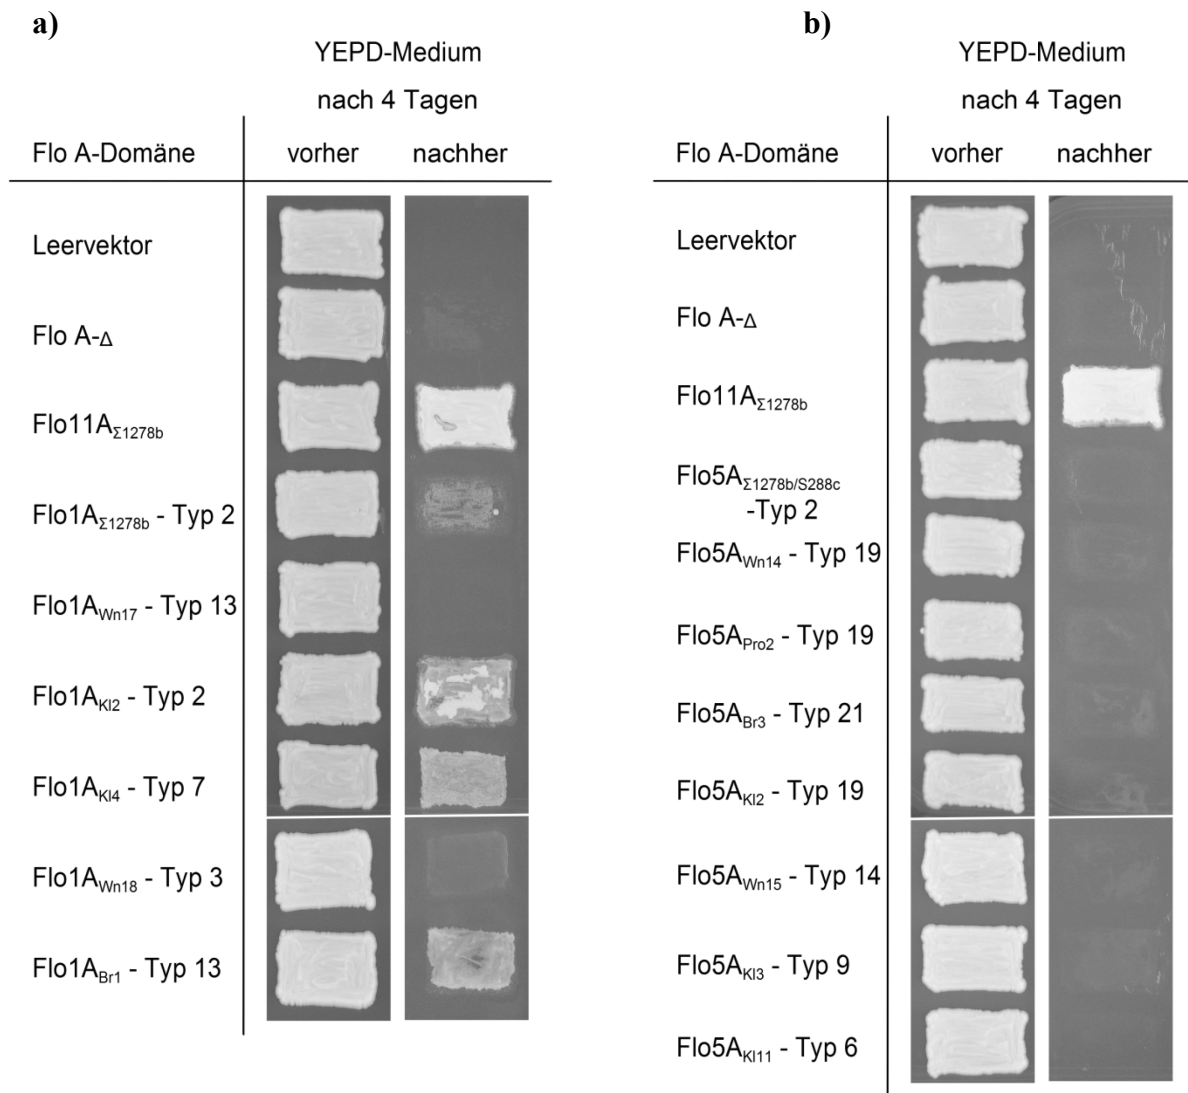 a)
YEPD-Medium
nach 4 Tagen
Flo A-Domäne
vorher
nachher
Leervektor
Flo A-Δ
Flo11AΣ1278b
Flo1AΣ1278b - Typ 2
Flo1AWn17 - Typ 13
Flo1AKl2 - Typ 2
Flo1AKl4 - Typ 7
Flo1AWn18 - Typ 3
Flo1ABr1 - Typ 13
b)
YEPD-Medium
nach 4 Tagen
Flo A-Domäne
vorher
nachher
Leervektor
Flo A-Δ
Flo11AΣ1278b
Flo5AΣ1278b/S288c
-Typ 2
Flo5AWn14 - Typ 19
Flo5APro2 - Typ 19
Flo5ABr3 - Typ 21
Flo5AKl2 - Typ 19
Flo5AWn15 - Typ 14
Flo5AKl3 - Typ 9
Flo5AKl11 - Typ 6